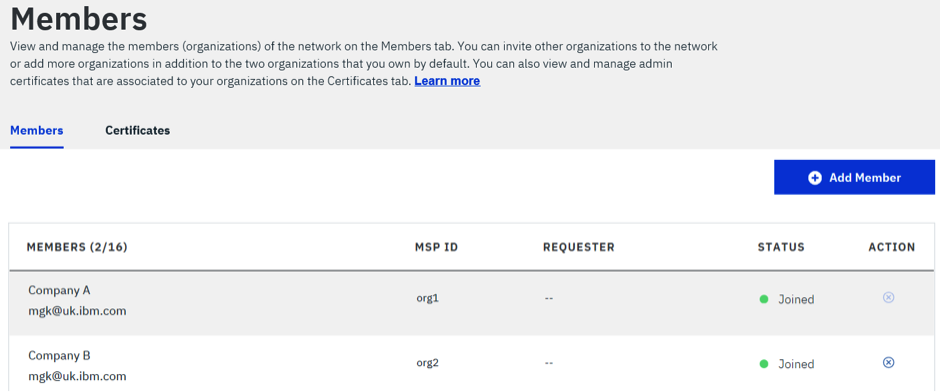 Members
View and manage the members (organizations) of the network on the Members tab. You can invite other organizations to the network
or add more organizations in addition to the two organizations that you own by default. You can also view and manage admin
certificates that are associated to your organizations on the Certificates tab. Learn more
Members Certificates
Add Member
MEMBERS (2/16) MSP ID REQUESTER STATUS ACTION
Company A
mgk@uk.ibm.com org1 -- Joined
Company B
mgk@uk.ibm.com org2 -- Joined